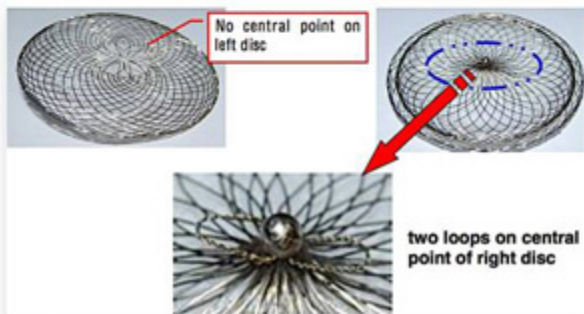 No central point on
left disc
two loops on central
point of right disc